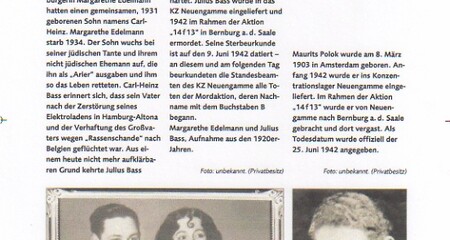 bürgerin Margarethe Edelmann
hatten einen gemeinsamen, 1931
geborenen Sohn namens Carl-
Heinz. Margarethe Edelmann
starb 1934. Der Sohn wuchs bei
seiner jüdischen Tante und ihrem
nicht jüdischen Ehemann auf, die
ihn als „Arier" ausgaben und ihm
so das Leben retteten. Carl-Heinz
Bass erinnert sich, dass sein Vater
nach der Zerstörung seines
Elektroladens in Hamburg-Altona
und der Verhaftung des Großva-
ters wegen „Rassenschande" nach
Belgien geflüchtet war. Aus ei-
nem heute nicht mehr aufklärba-
ren Grund kehrte Julius Bass
haftet. Julius Bass wurde in das
KZ Neuengamme eingeliefert und
1942 im Rahmen der Aktion
„14f13" in Bernburg a. d. Saale
ermordet. Seine Sterbeurkunde
ist auf den 9. Juni 1942 datiert –
an diesem und am folgenden Tag
beurkundeten die Standesbeam-
ten des KZ Neuengamme alle To-
ten der Mordaktion, deren Nach-
name mit dem Buchstaben B
begann.
Margarethe Edelmann und Julius
Bass, Aufnahme aus den 1920er-
Jahren.
Foto: unbekannt. (Privatbesitz)
Maurits Polok wurde am 8. März
1903 in Amsterdam geboren. An-
fang 1942 wurde er ins Konzen-
trationslager Neuengamme einge-
liefert. Im Rahmen der Aktion
„14f13" wurde er von Neuen-
gamme nach Bernburg a. d. Saale
gebracht und dort vergast. Als
Todesdatum wurde offiziell der
25. Juni 1942 angegeben.
Foto: unbekannt. (Privatbesitz)